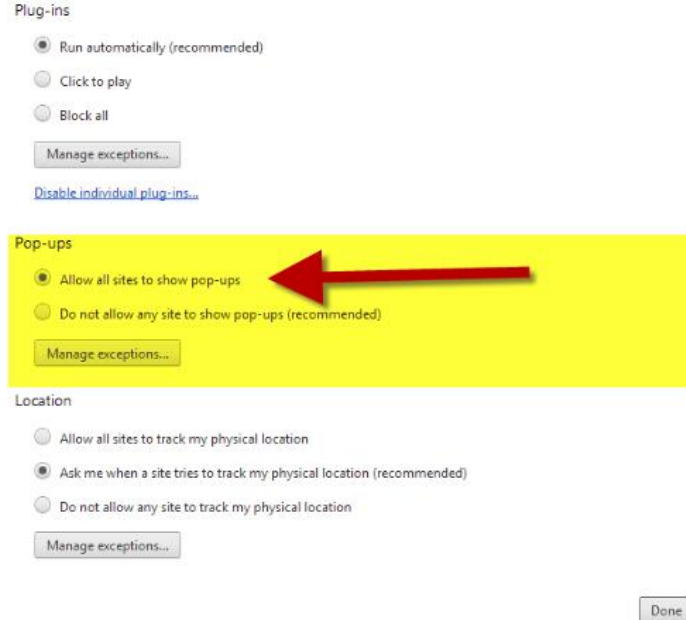 Plug-ins
Run automatically (recommended)
Click to play
Block all
Manage exceptions...
Disable individual plug-ins...
Pop-ups
Allow all sites to show pop-ups
Do not allow any site to show pop-ups (recommended)
Manage exceptions...
Location
Allow all sites to track my physical location
Ask me when a site tries to track my physical location (recommended)
Do not allow any site to track my physical location
Manage exceptions...
Done